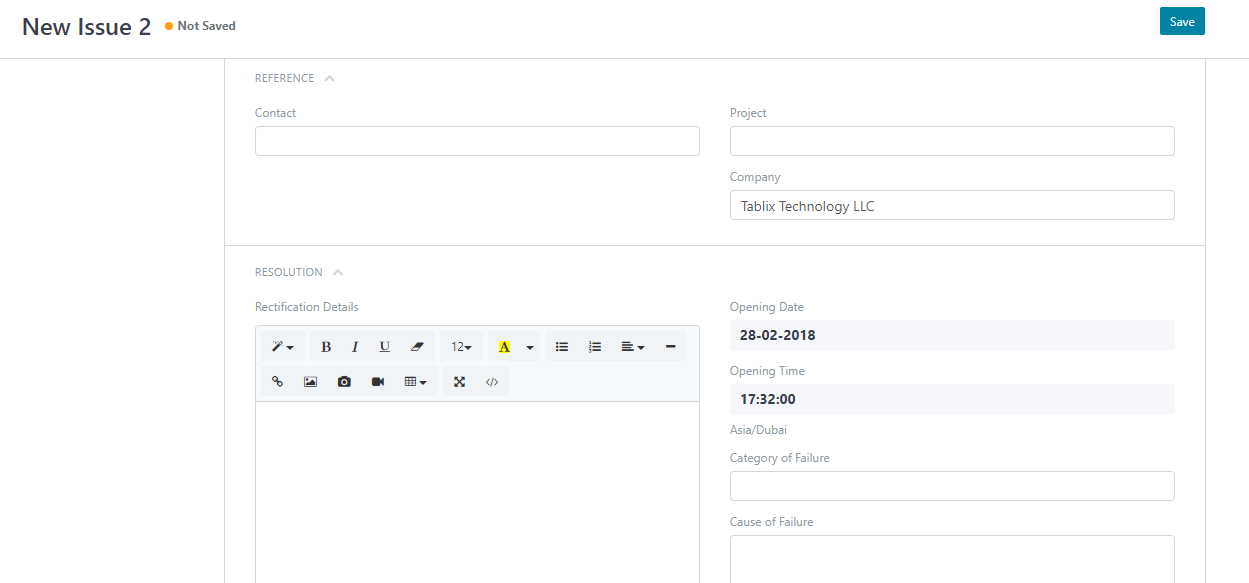 New Issue 2 Not Saved Save
REFERENCE
Contact
Project
Company
Tablix Technology LLC
RESOLUTION
Rectification Details
B I U 12 A
Opening Date
28-02-2018
Opening Time
17:32:00
Asia/Dubai
Category of Failure
Cause of Failure